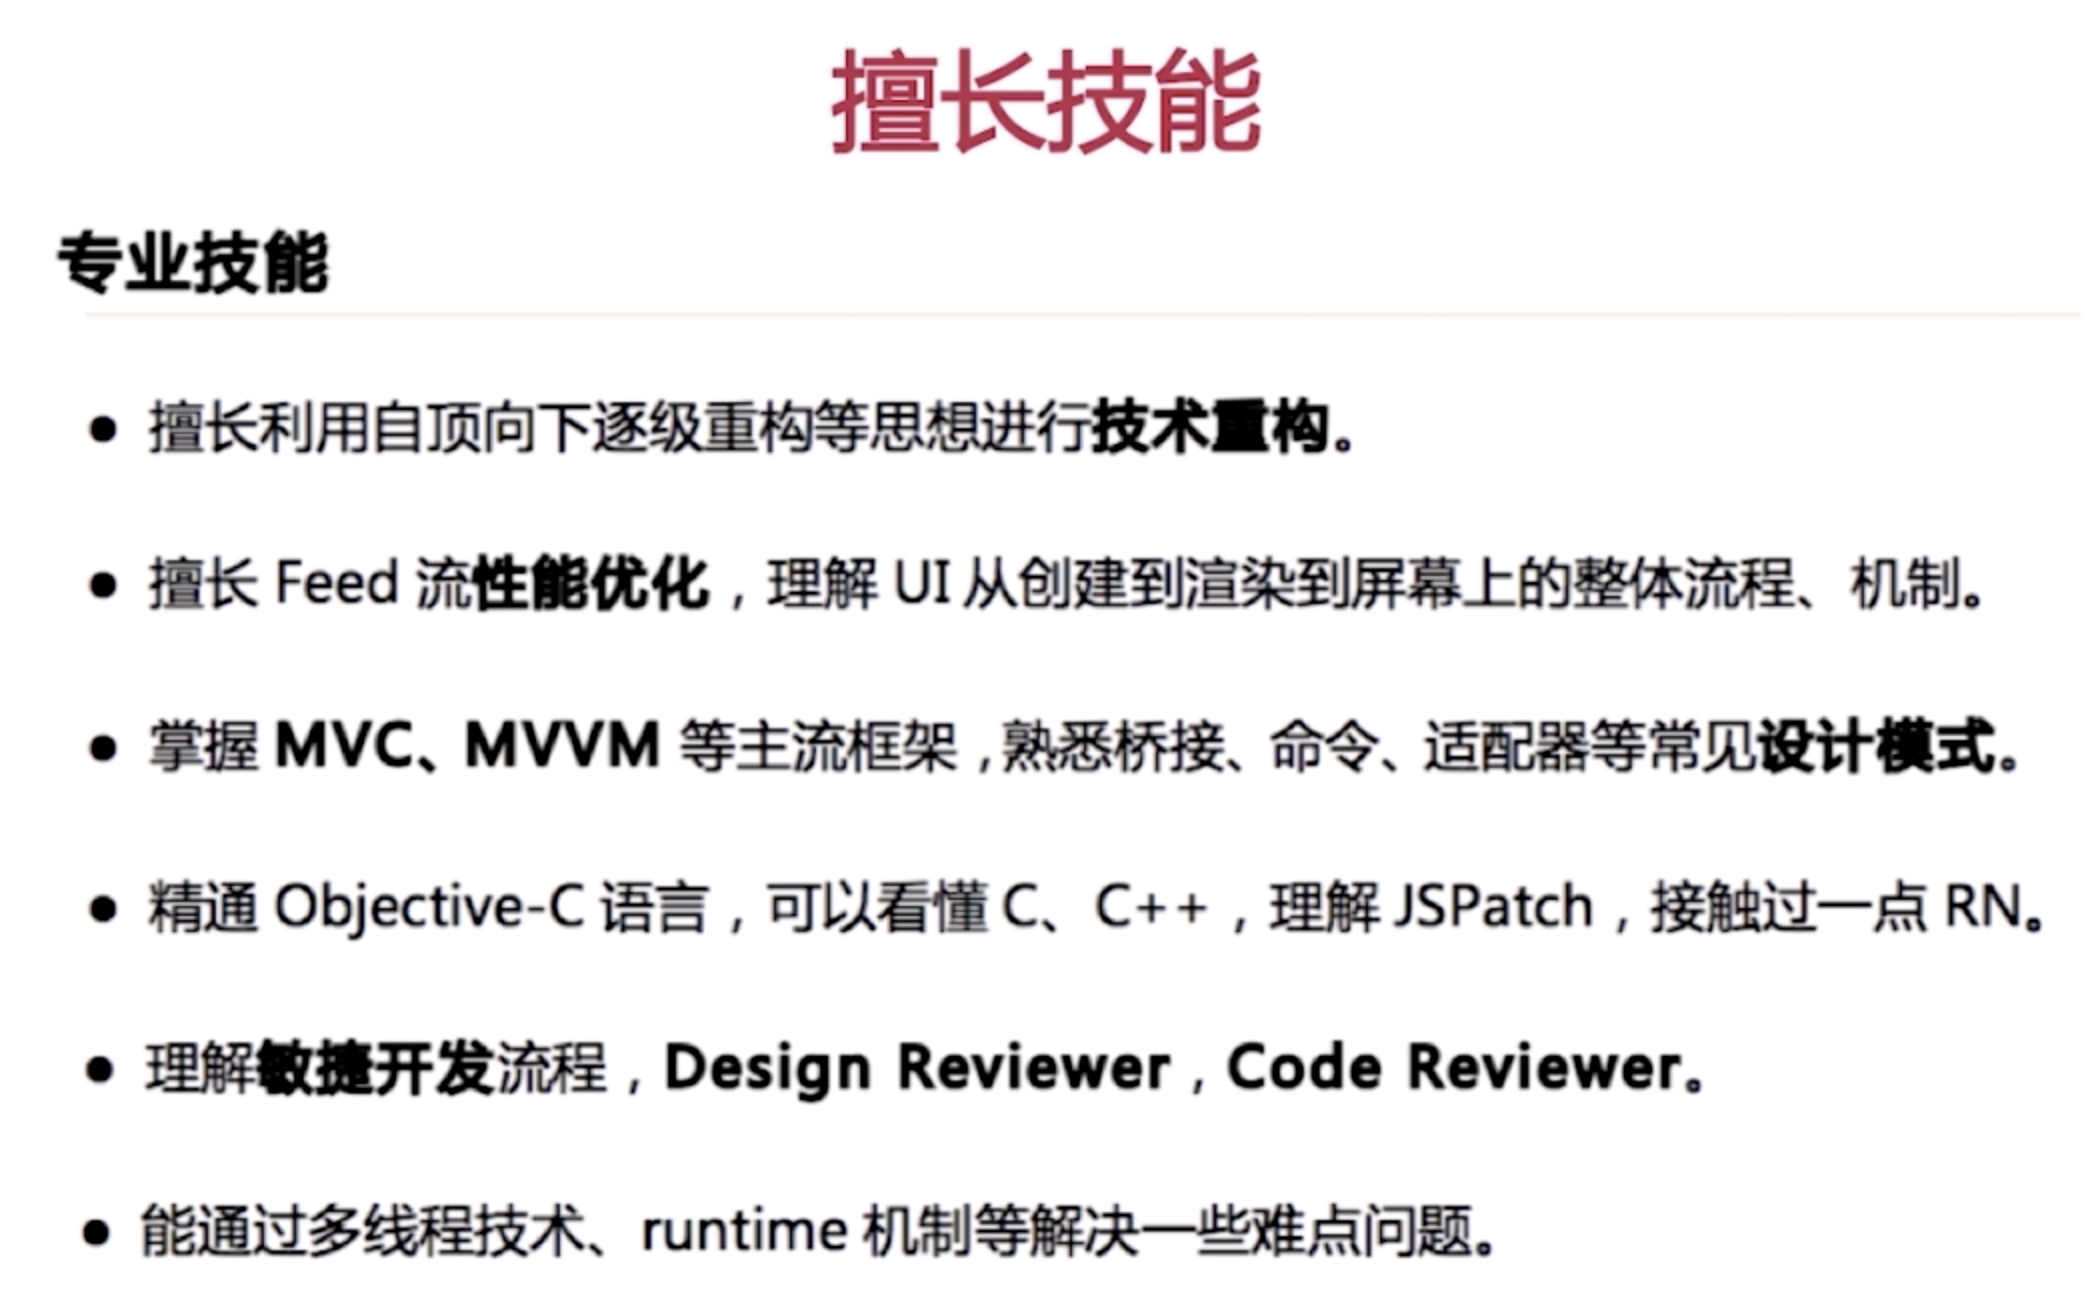 擅长技能
专业技能
● 擅长利用自顶向下逐级重构等思想进行技术重构。
● 擅长 Feed 流性能优化，理解 UI 从创建到渲染到屏幕上的整体流程、机制。
● 掌握 MVC、MVVM 等主流框架，熟悉桥接、命令、适配器等常见设计模式。
● 精通 Objective-C 语言，可以看懂 C、C++，理解 JSPatch，接触过一点 RN。
● 理解敏捷开发流程，Design Reviewer，Code Reviewer。
● 能通过多线程技术、runtime 机制等解决一些难点问题。